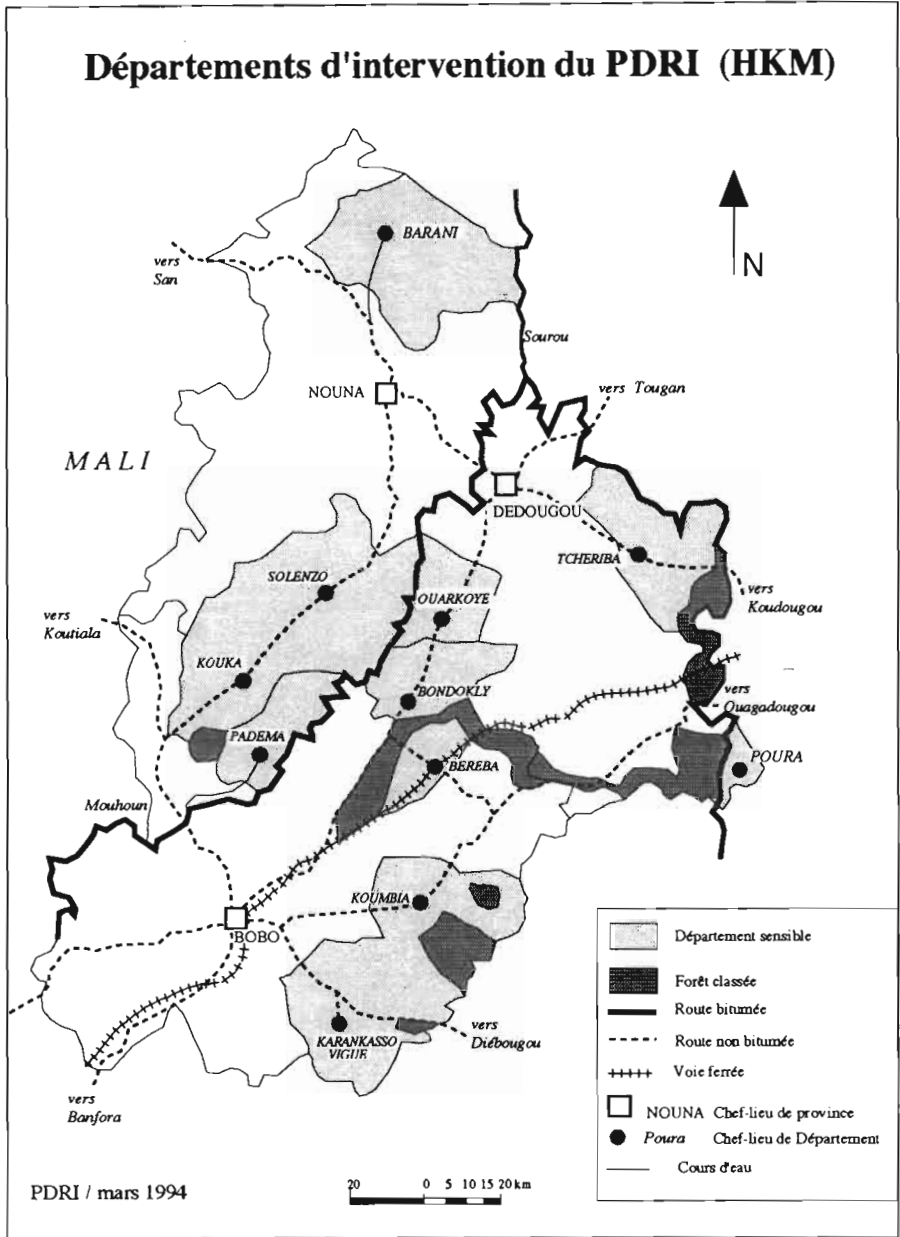 Départements d'intervention du PDRI (HKM)
BARANI
vers
San
N
Sourou
NOUNA
vers Tougan
MALI
DEDOUGOU
TCHERIBA
SOLENZO
OUARKOYE
vers
Koudougou
vers
Koutiala
KOUKA
BONDOKLY
vers
Ouagadougou
PADEMA
BEREBA
POURA
Mouhoun
KOUMBIA
BOBO
Département sensible
Forêt classée
Route bitumée
Route non bitumée
Voie ferrée
NOUNA Chef-lieu de province
Poura Chef-lieu de Département
Cours d'eau
KARANKASSO
VIGUE
vers
Diébougou
vers
Banfora
PDRI / mars 1994
20 0 5 10 15 20 km